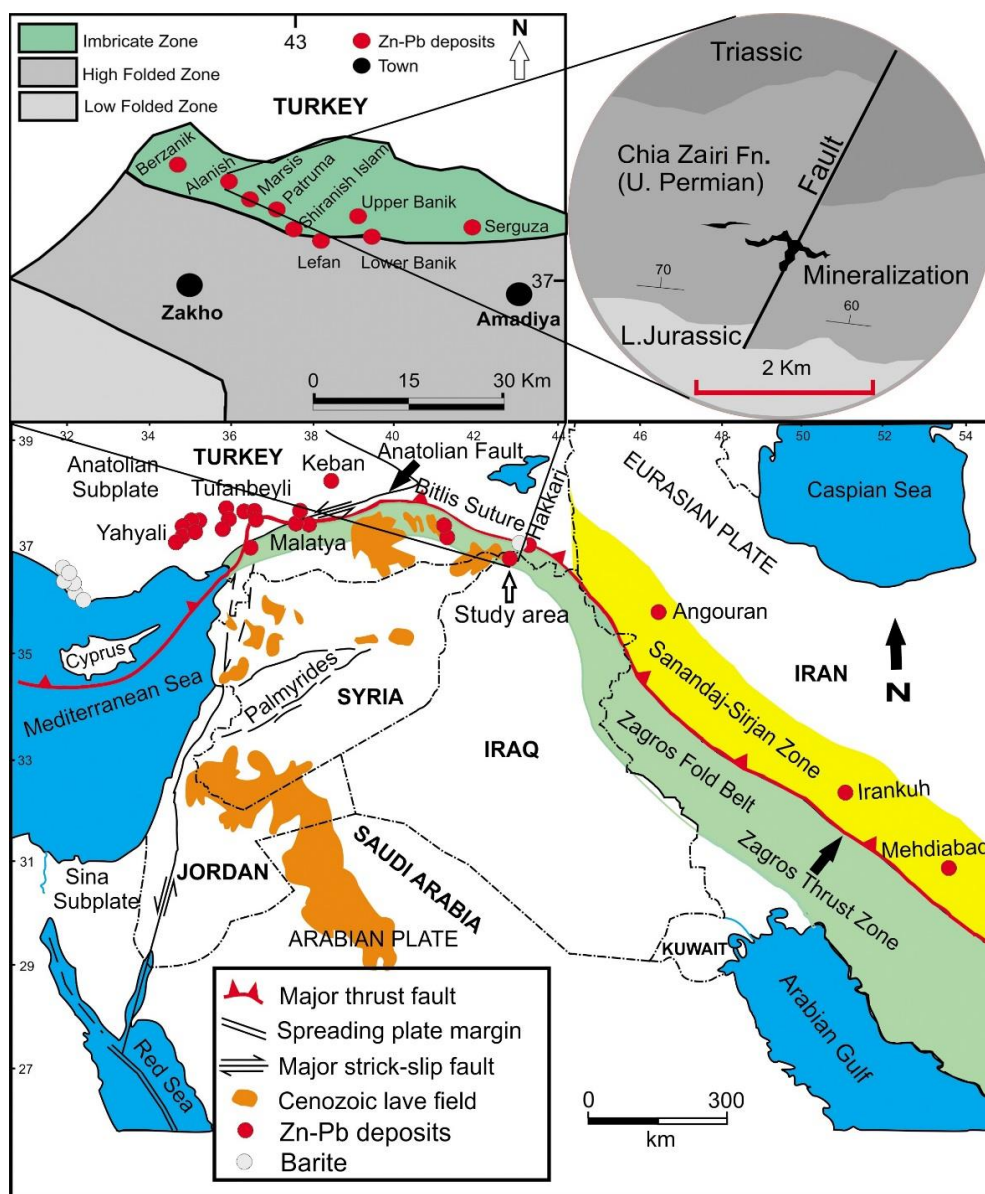 Imbricate Zone
High Folded Zone
Low Folded Zone
43
Zn-Pb deposits
Town
N
TURKEY
Berzanik
Alanish
Marsis
Patruma
Shiranish Islam
Upper Banik
Serguza
Lefan
Lower Banik
37
Zakho
Amadiya
0 15 30 Km
Triassic
Chia Zairi Fn.
(U. Permian)
Fault
Mineralization
70
60
L.Jurassic
2 Km
39
32 34 36 38 40 42 44 46 48 50 52 54
TURKEY
Keban
Anatolian Fault
Anatolian
Subplate
Tufanbeyli
Bitlis Suture
Hakkari
EURASIAN PLATE
Caspian Sea
Yahyali
37
Malatya
Study area
Angouran
Cyprus
35
Mediterranean Sea
Palmyrides
SYRIA
Sanandaj-Sirjan Zone
IRAN
N
IRAQ
33
Zagros Fold Belt
Irankuh
31
Mehdiabad
Sina
Subplate
JORDAN
SAUDI ARABIA
Zagros Thrust Zone
ARABIAN PLATE
KUWAIT
29
Arabian Gulf
27
Red Sea
Major thrust fault
Spreading plate margin
Major strick-slip fault
Cenozoic lave field
Zn-Pb deposits
Barite
0 300
km